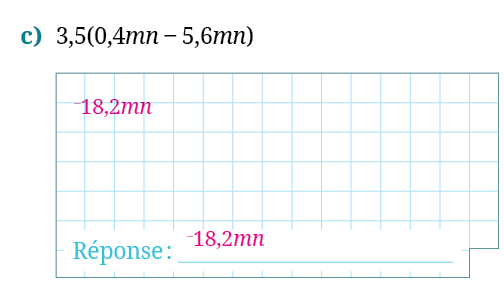 c) 3,5(0,4mn – 5,6mn)
⁻18,2mn
Réponse : ⁻18,2mn